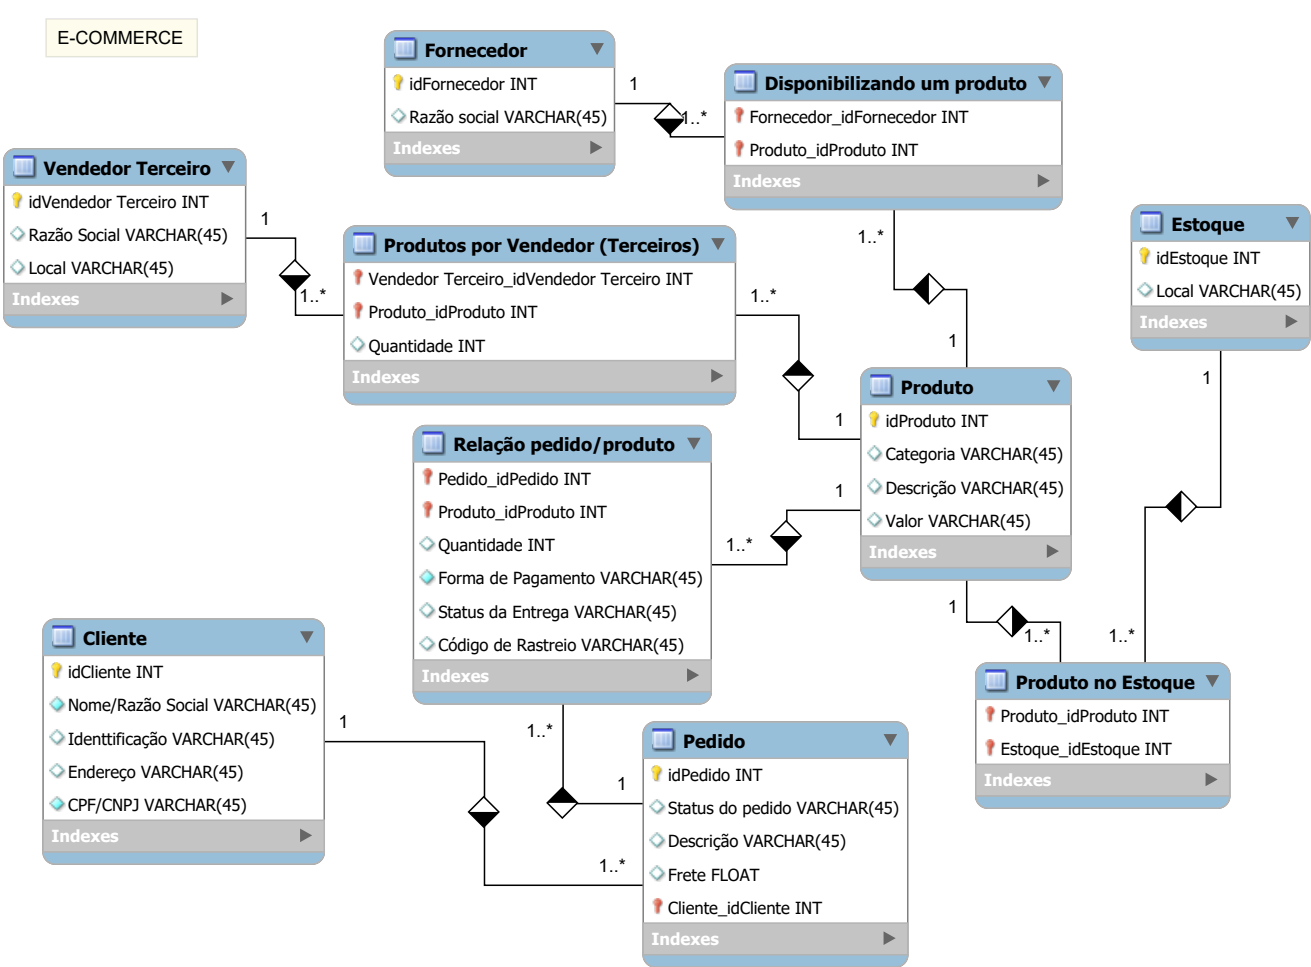 E-COMMERCE
Fornecedor
idFornecedor INT
Razão social VARCHAR(45)
Indexes
1
1..*
Disponibilizando um produto
Fornecedor_idFornecedor INT
Produto_idProduto INT
Indexes
Vendedor Terceiro
idVendedor Terceiro INT
Razão Social VARCHAR(45)
Local VARCHAR(45)
Indexes
1
1..*
Produtos por Vendedor (Terceiros)
Vendedor Terceiro_idVendedor Terceiro INT
Produto_idProduto INT
Quantidade INT
Indexes
1..*
1
1..*
1
Estoque
idEstoque INT
Local VARCHAR(45)
Indexes
1
Produto
idProduto INT
Categoria VARCHAR(45)
Descrição VARCHAR(45)
Valor VARCHAR(45)
Indexes
Relação pedido/produto
Pedido_idPedido INT
Produto_idProduto INT
Quantidade INT
Forma de Pagamento VARCHAR(45)
Status da Entrega VARCHAR(45)
Código de Rastreio VARCHAR(45)
Indexes
1
1..*
1
1..*
1..*
Produto no Estoque
Produto_idProduto INT
Estoque_idEstoque INT
Indexes
Cliente
idCliente INT
Nome/Razão Social VARCHAR(45)
Identtificação VARCHAR(45)
Endereço VARCHAR(45)
CPF/CNPJ VARCHAR(45)
Indexes
1
1..*
1..*
1
Pedido
idPedido INT
Status do pedido VARCHAR(45)
Descrição VARCHAR(45)
Frete FLOAT
Cliente_idCliente INT
Indexes